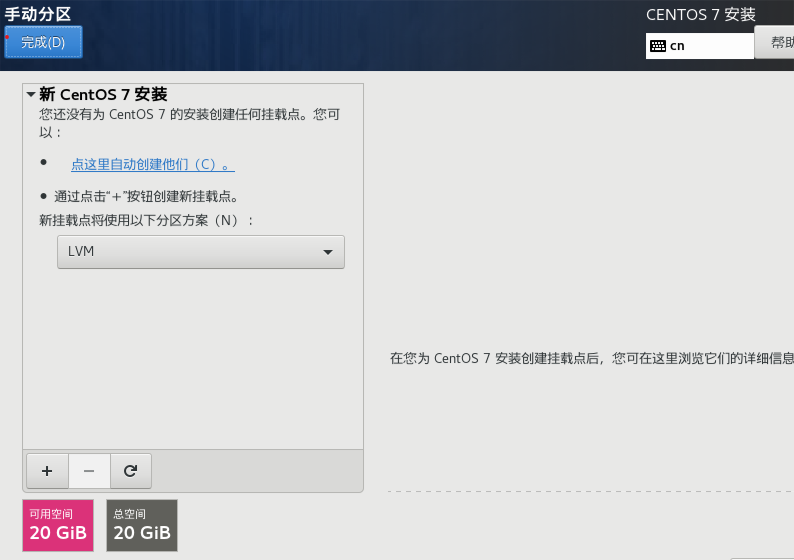 手动分区
CENTOS 7 安装
完成(D)
cn
新 CentOS 7 安装
您还没有为 CentOS 7 的安装创建任何挂载点。您可
以：
点这里自动创建他们（C）。
通过点击“+”按钮创建新挂载点。
新挂载点将使用以下分区方案（N）：
LVM
在您为 CentOS 7 安装创建挂载点后，您可在这里浏览它们的详细信息
+ −
可用空间
20 GiB
总空间
20 GiB